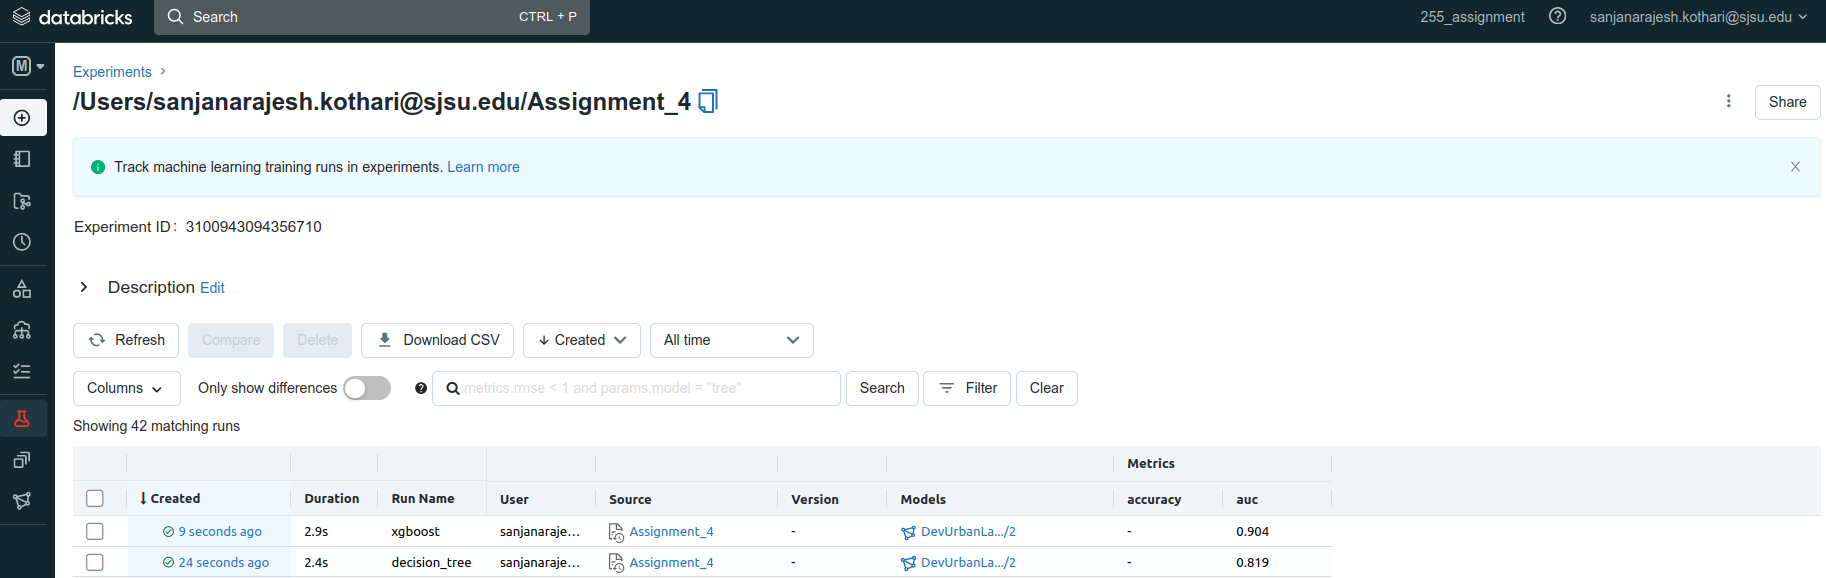 databricks Search CTRL + P 255_assignment sanjanarajesh.kothari@sjsu.edu
M
Experiments
/Users/sanjanarajesh.kothari@sjsu.edu/Assignment_4
Share
Track machine learning training runs in experiments. Learn more
Experiment ID: 3100943094356710
Description Edit
Refresh Compare Delete Download CSV Created All time
Columns Only show differences metrics.rmse < 1 and params.model = "tree" Search Filter Clear
Showing 42 matching runs
Metrics
Created Duration Run Name User Source Version Models accuracy auc
9 seconds ago 2.9s xgboost sanjanaraje... Assignment_4 - DevUrbanLa.../2 - 0.904
24 seconds ago 2.4s decision_tree sanjanaraje... Assignment_4 - DevUrbanLa.../2 - 0.819